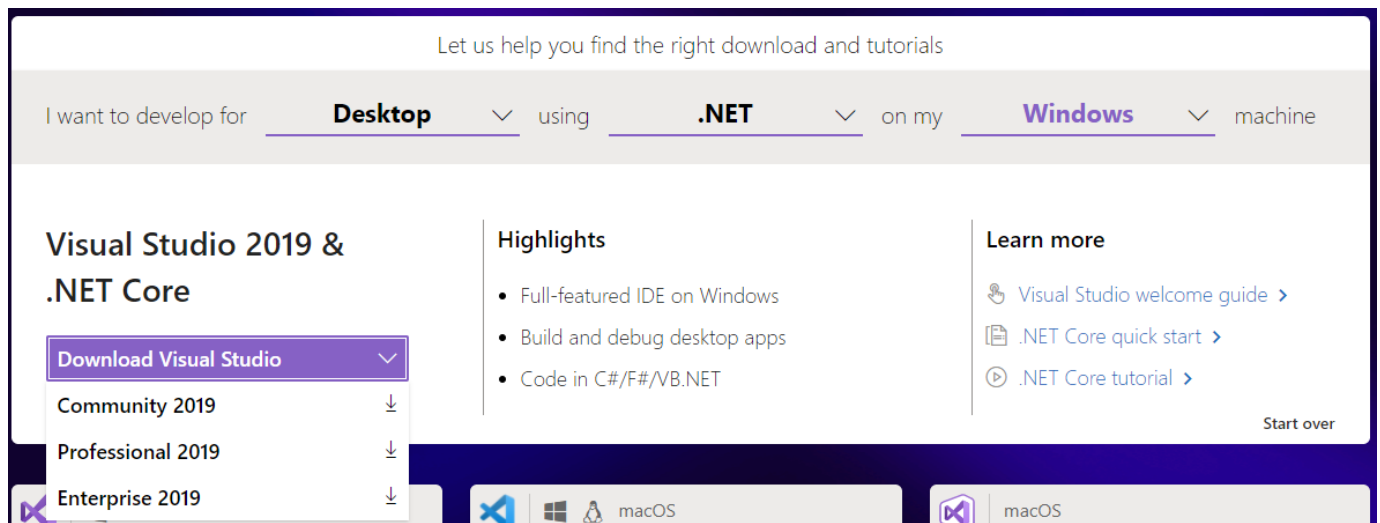 Let us help you find the right download and tutorials
I want to develop for Desktop using .NET on my Windows machine
Visual Studio 2019 &
.NET Core
Download Visual Studio
Community 2019
Professional 2019
Enterprise 2019
Highlights
• Full-featured IDE on Windows
• Build and debug desktop apps
• Code in C#/F#/VB.NET
Learn more
Visual Studio welcome guide >
.NET Core quick start >
.NET Core tutorial >
Start over
macOS
macOS